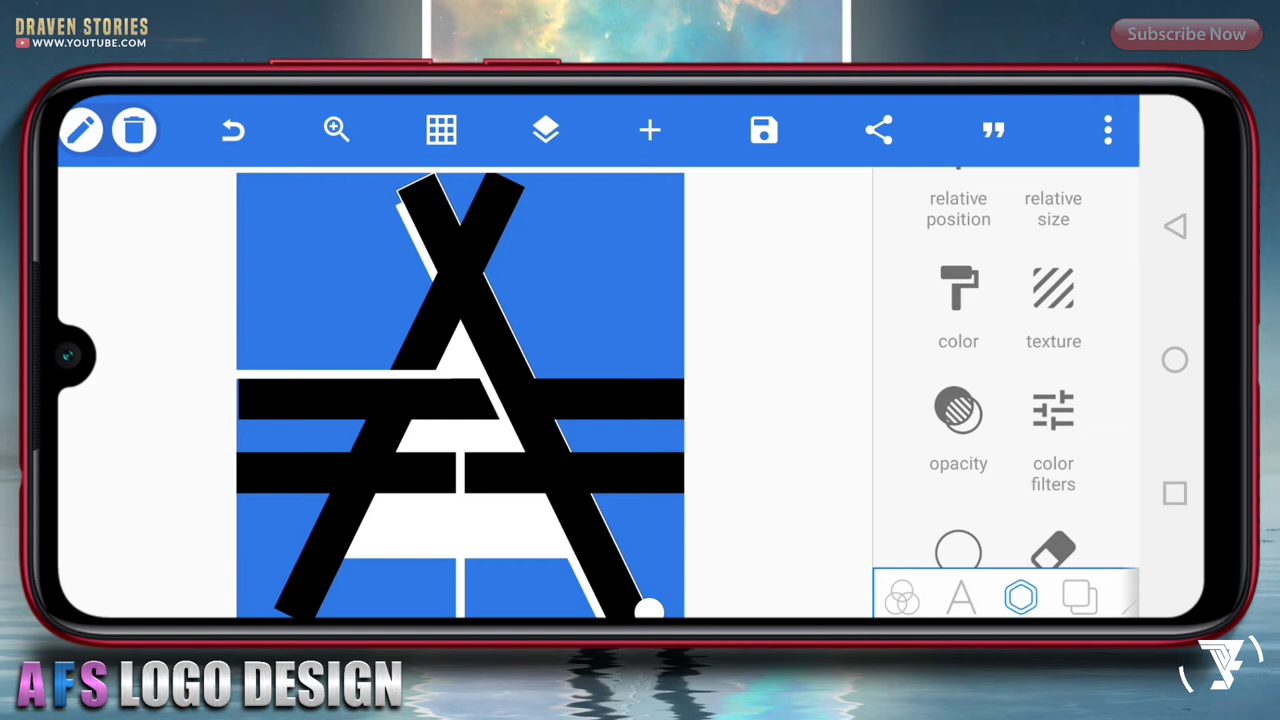 DRAVEN STORIES
WWW.YOUTUBE.COM
Subscribe Now
relative
position
relative
size
color
texture
opacity
color
filters
AFS LOGO DESIGN